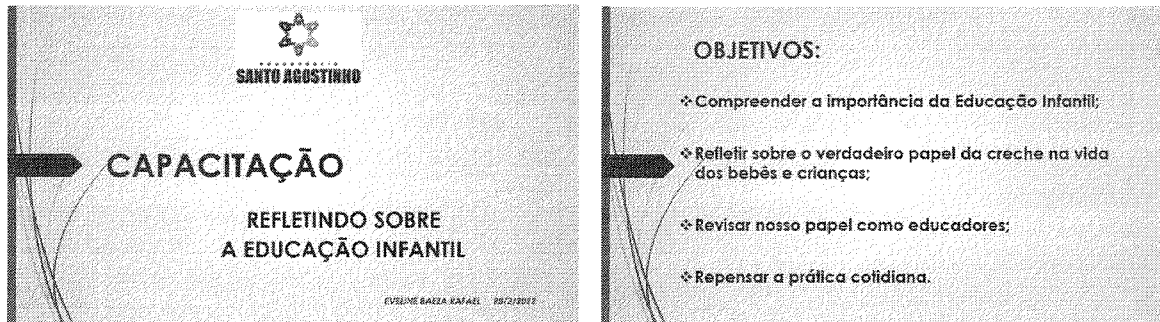 SANTO AGOSTINHO
CAPACITAÇÃO
REFLETINDO SOBRE
A EDUCAÇÃO INFANTIL
RAFAEL
OBJETIVOS:
❖Compreender a importância da Educação Infantil;
❖Refletir sobre o verdadeiro papel da creche na vida
dos bebês e crianças;
❖Revisar nosso papel como educadores;
❖Repensar a prática cotidiana.